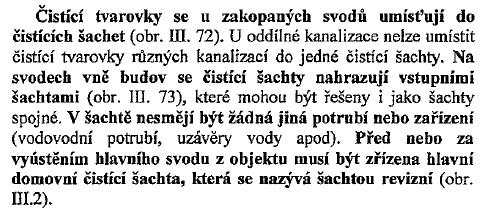 Čistící tvarovky se u zakopaných svodů umísťují do
čistících šachet (obr. III. 72). U oddílné kanalizace nelze umístit
čistící tvarovky různých kanalizací do jedné čistící šachty. Na
svodech vně budov se čistící šachty nahrazují vstupními
šachtami (obr. III. 73), které mohou být řešeny i jako šachty
spojné. V šachtě nesmějí být žádná jiná potrubí nebo zařízení
(vodovodní potrubí, uzávěry vody apod). Před nebo za
vyústěním hlavního svodu z objektu musí být zřízena hlavní
domovní čistící šachta, která se nazývá šachtou revizní (obr.
III.2).